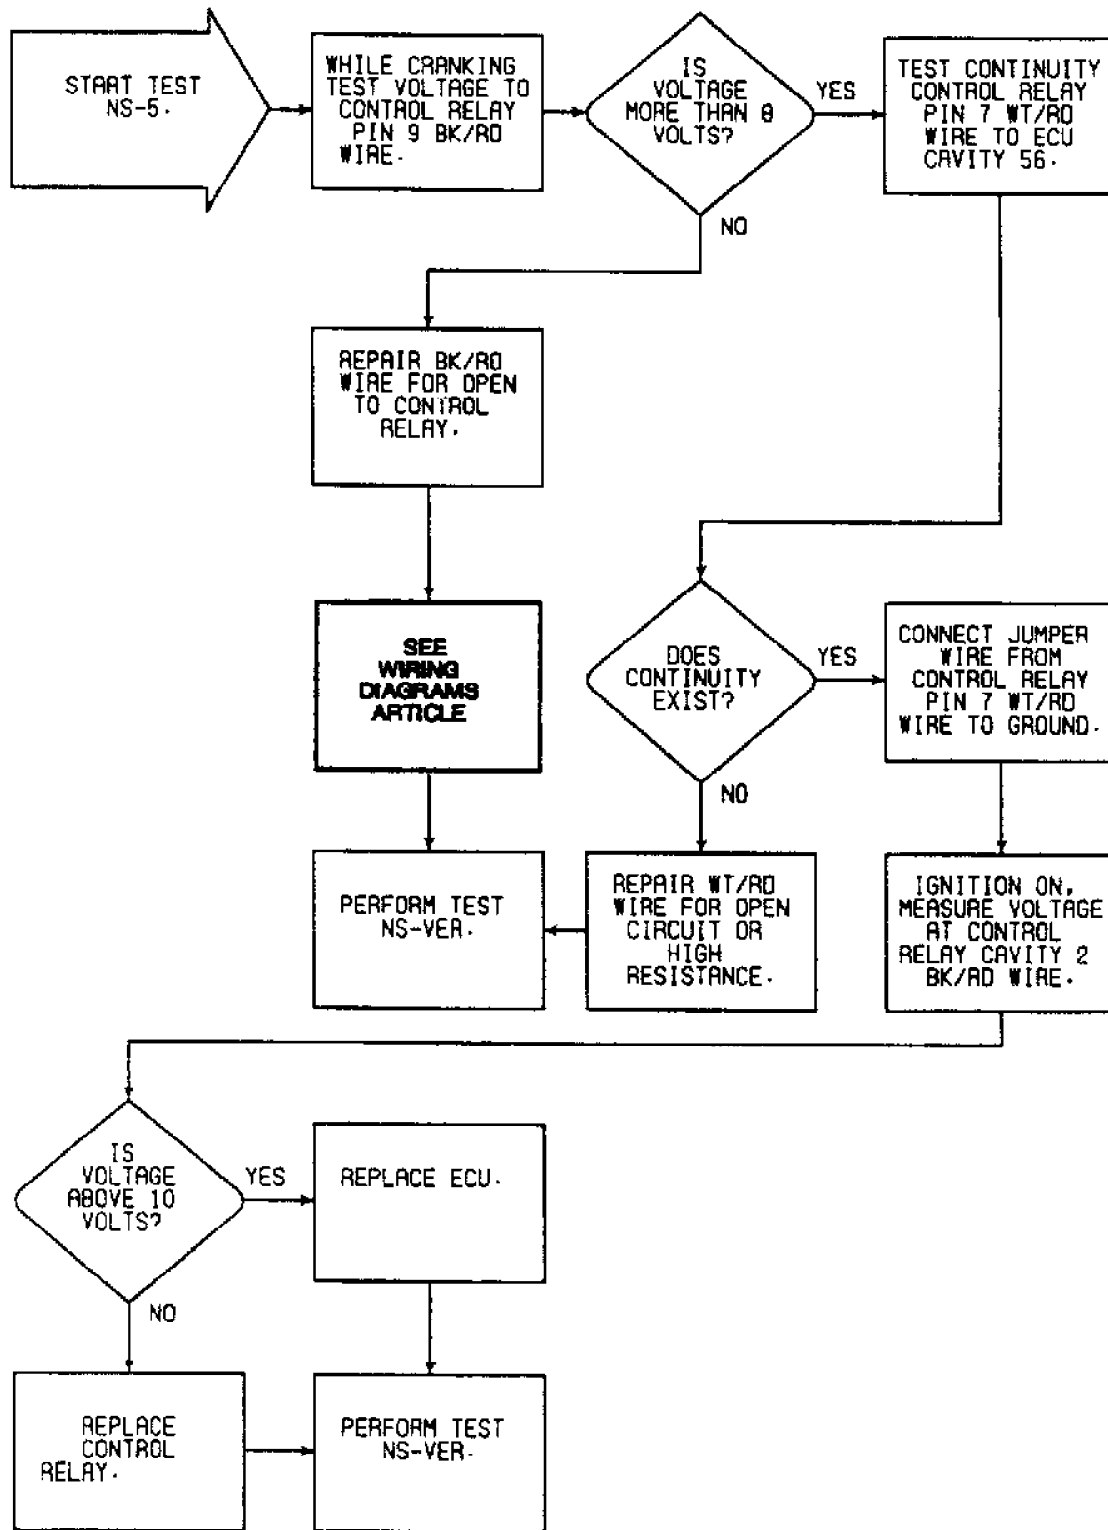 START TEST
NS-5.
WHILE CRANKING
TEST VOLTAGE TO
CONTROL RELAY
PIN 9 BK/RD
WIRE.
IS
VOLTAGE
MORE THAN 8
VOLTS?
YES
TEST CONTINUITY
CONTROL RELAY
PIN 7 WT/RD
WIRE TO ECU
CAVITY 56.
NO
REPAIR BK/RD
WIRE FOR OPEN
TO CONTROL
RELAY.
SEE
WIRING
DIAGRAMS
ARTICLE
DOES
CONTINUITY
EXIST?
YES
CONNECT JUMPER
WIRE FROM
CONTROL RELAY
PIN 7 WT/RD
WIRE TO GROUND.
NO
PERFORM TEST
NS-VER.
REPAIR WT/RD
WIRE FOR OPEN
CIRCUIT OR
HIGH
RESISTANCE.
IGNITION ON,
MEASURE VOLTAGE
AT CONTROL
RELAY CAVITY 2
BK/RD WIRE.
IS
VOLTAGE
ABOVE 10
VOLTS?
YES
REPLACE ECU.
NO
REPLACE
CONTROL
RELAY.
PERFORM TEST
NS-VER.